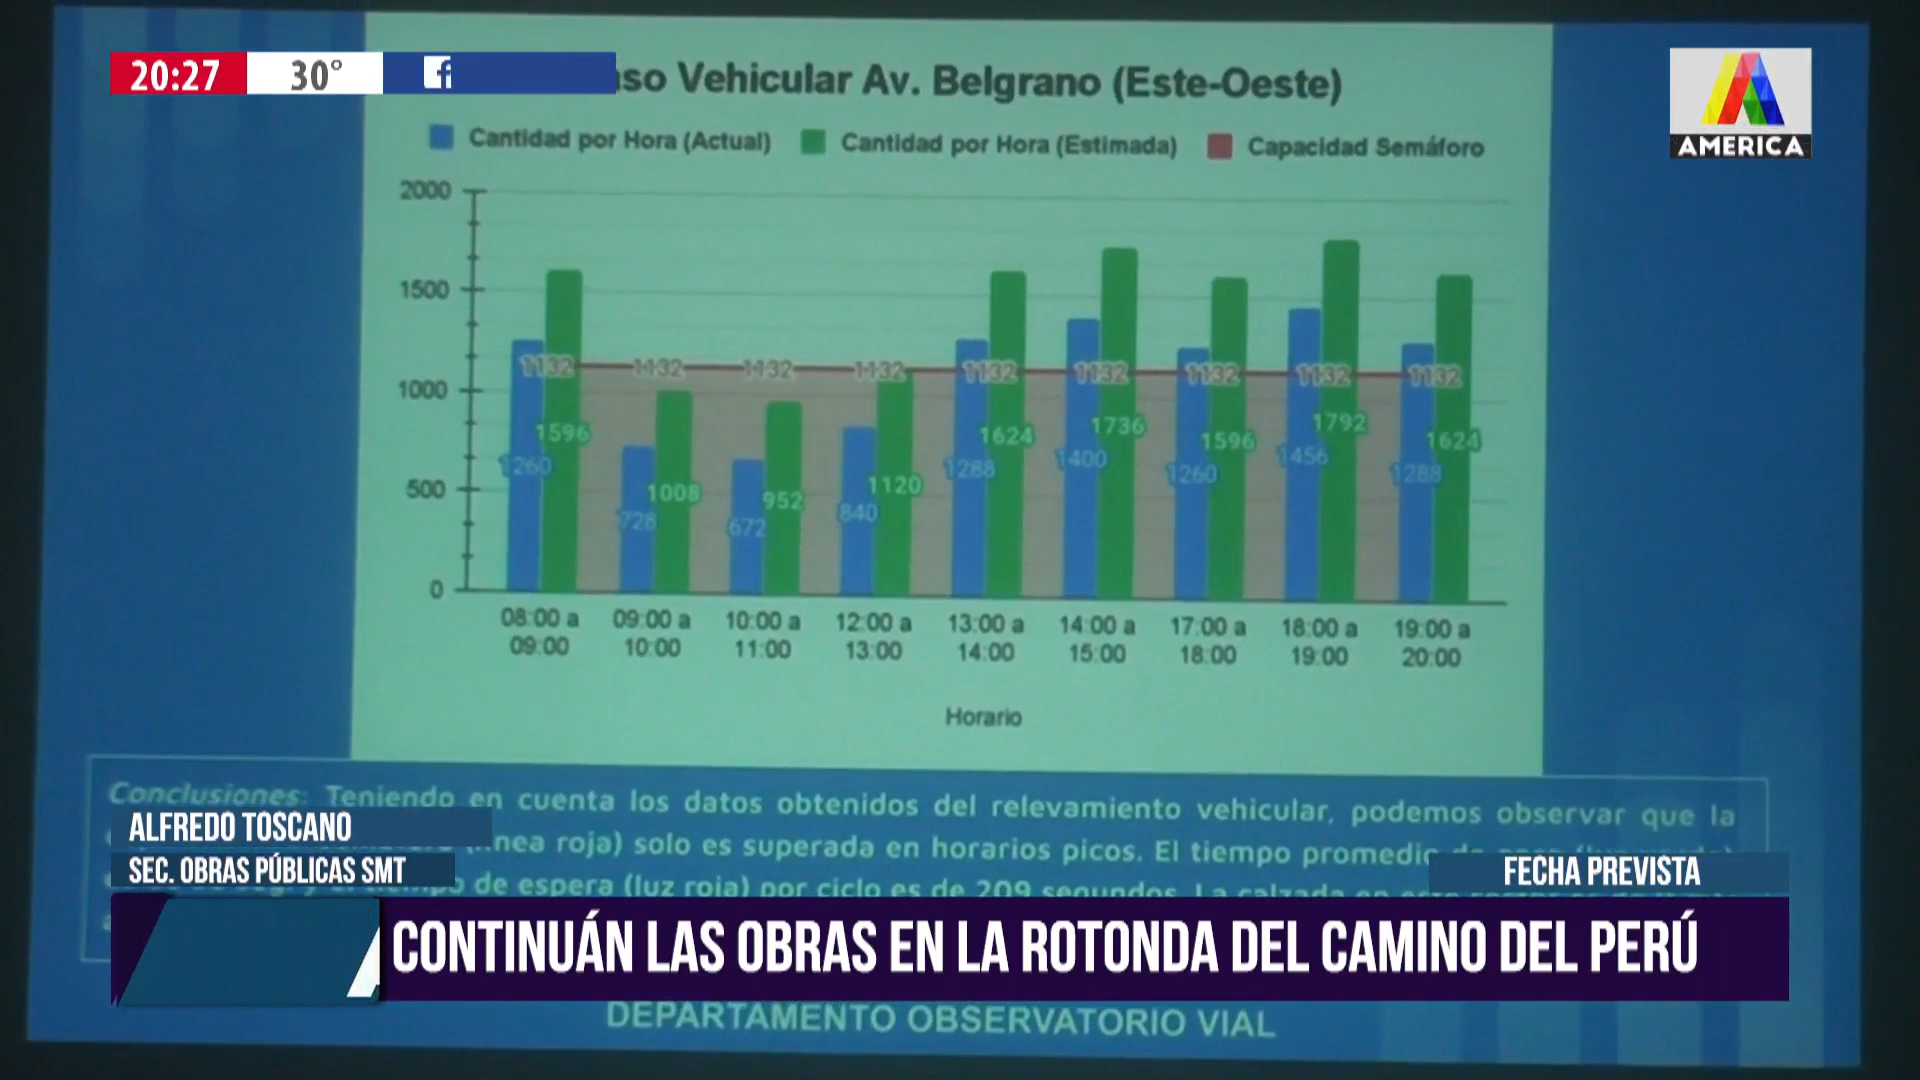 20:27 30°
Vehicular Av. Belgrano (Este-Oeste)
AMERICA
Cantidad por Hora (Actual) Cantidad por Hora (Estimada) Capacidad Semáforo
2000
1500
1000
500
0
1132 1132 1132 1132 1132 1132 1132 1132 1132
1260 1596
728 1008
672 952
840 1120
1288 1624
1400 1736
1260 1596
1456 1792
1288 1624
08:00 a 09:00 a 10:00 a 12:00 a 13:00 a 14:00 a 17:00 a 18:00 a 19:00 a
09:00 10:00 11:00 13:00 14:00 15:00 18:00 19:00 20:00
Horario
Conclusiones: Teniendo en cuenta los datos obtenidos del relevamiento vehicular, podemos observar que la
roja) solo es superada en horarios picos. El tiempo promedio
de espera (luz roja) por ciclo es de 209 segundos. La calzada en
ALFREDO TOSCANO
SEC. OBRAS PÚBLICAS SMT
FECHA PREVISTA
CONTINUÁN LAS OBRAS EN LA ROTONDA DEL CAMINO DEL PERÚ
DEPARTAMENTO OBSERVATORIO VIAL